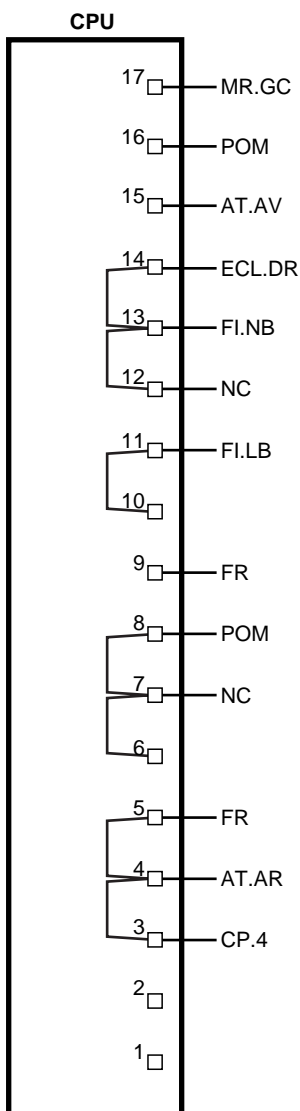 CPU
17 MR.GC
16 POM
15 AT.AV
14 ECL.DR
13 FI.NB
12 NC
11 FI.LB
10
9 FR
8 POM
7 NC
6
5 FR
4 AT.AR
3 CP.4
2
1